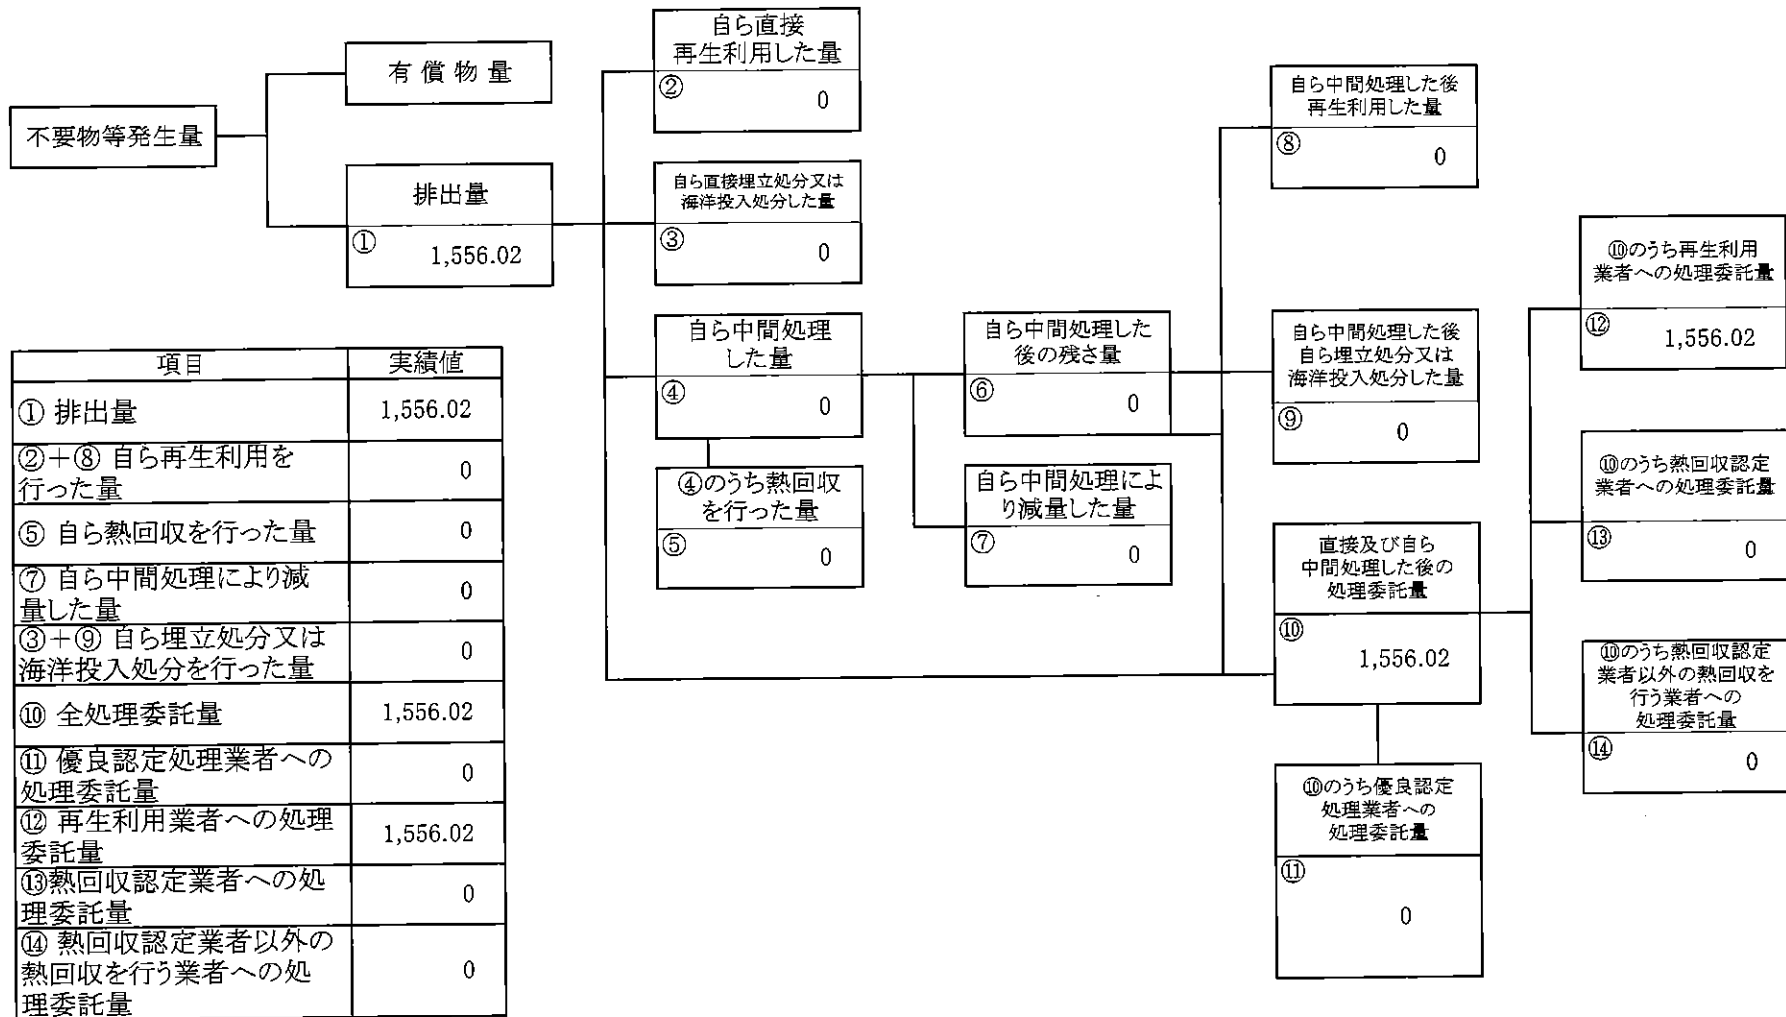 不要物等発生量
有償物量
排出量
①
1,556.02
自ら直接
再生利用した量
②
0
自ら直接埋立処分又は
海洋投入処分した量
③
0
自ら中間処理
した量
④
0
④のうち熱回収
を行った量
⑤
0
自ら中間処理した
後の残さ量
⑥
0
自ら中間処理によ
り減量した量
⑦
0
自ら中間処理した後
再生利用した量
⑧
0
自ら中間処理した後
自ら埋立処分又は
海洋投入処分した量
⑨
0
直接及び自ら
中間処理した後の
処理委託量
⑩
1,556.02
⑩のうち優良認定
処理業者への
処理委託量
⑪
0
⑩のうち再生利用
業者への処理委託量
⑫
1,556.02
⑩のうち熱回収認定
業者への処理委託量
⑬
0
⑩のうち熱回収認定
業者以外の熱回収を
行う業者への
処理委託量
⑭
0
項目 実績値
① 排出量 1,556.02
②+⑧ 自ら再生利用を
行った量 0
⑤ 自ら熱回収を行った量 0
⑦ 自ら中間処理により減
量した量 0
③+⑨ 自ら埋立処分又は
海洋投入処分を行った量 0
⑩ 全処理委託量 1,556.02
⑪ 優良認定処理業者への
処理委託量 0
⑫ 再生利用業者への処理
委託量 1,556.02
⑬熱回収認定業者への処
理委託量 0
⑭ 熱回収認定業者以外の
熱回収を行う業者への処
理委託量 0